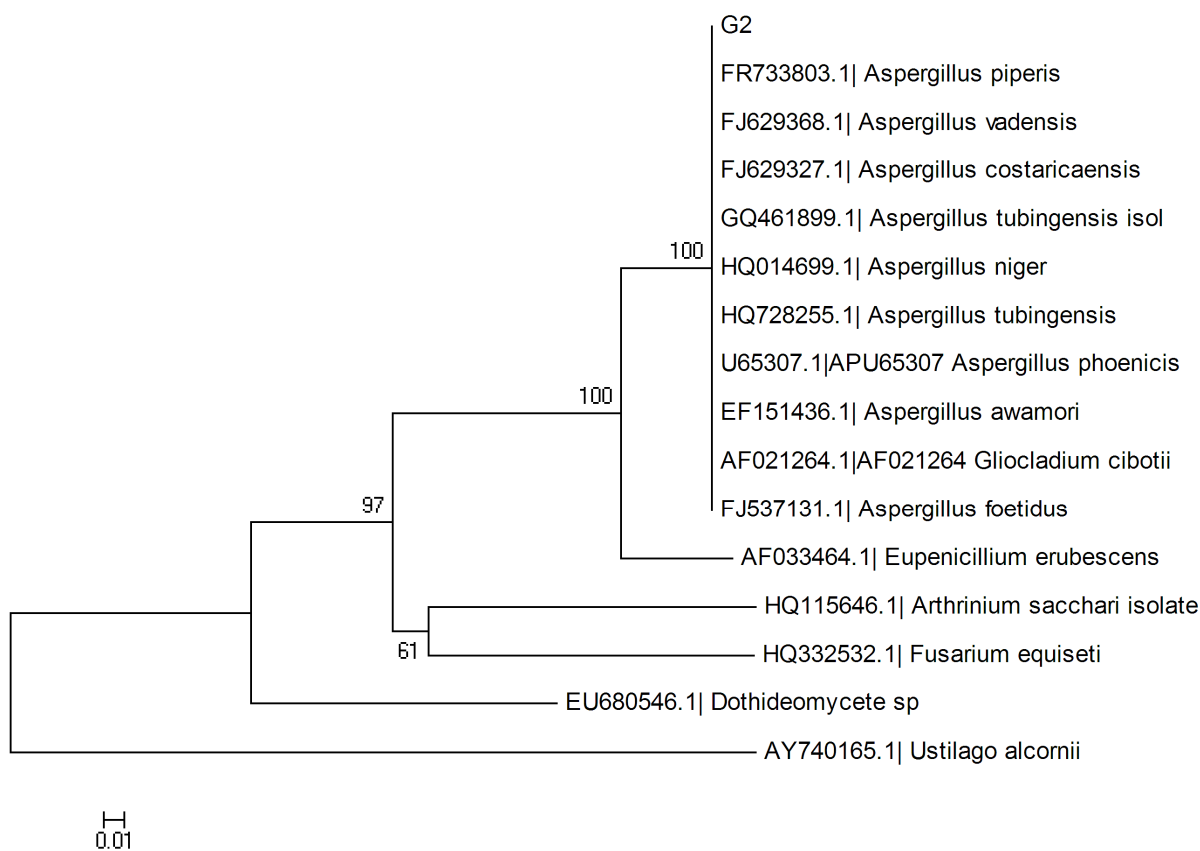 G2
FR733803.1| Aspergillus piperis
FJ629368.1| Aspergillus vadensis
FJ629327.1| Aspergillus costaricaensis
GQ461899.1| Aspergillus tubingensis isol
100
HQ014699.1| Aspergillus niger
HQ728255.1| Aspergillus tubingensis
U65307.1|APU65307 Aspergillus phoenicis
100
EF151436.1| Aspergillus awamori
AF021264.1|AF021264 Gliocladium cibotii
97
FJ537131.1| Aspergillus foetidus
AF033464.1| Eupenicillium erubescens
HQ115646.1| Arthrinium sacchari isolate
61
HQ332532.1| Fusarium equiseti
EU680546.1| Dothideomycete sp
AY740165.1| Ustilago alcornii
0.01